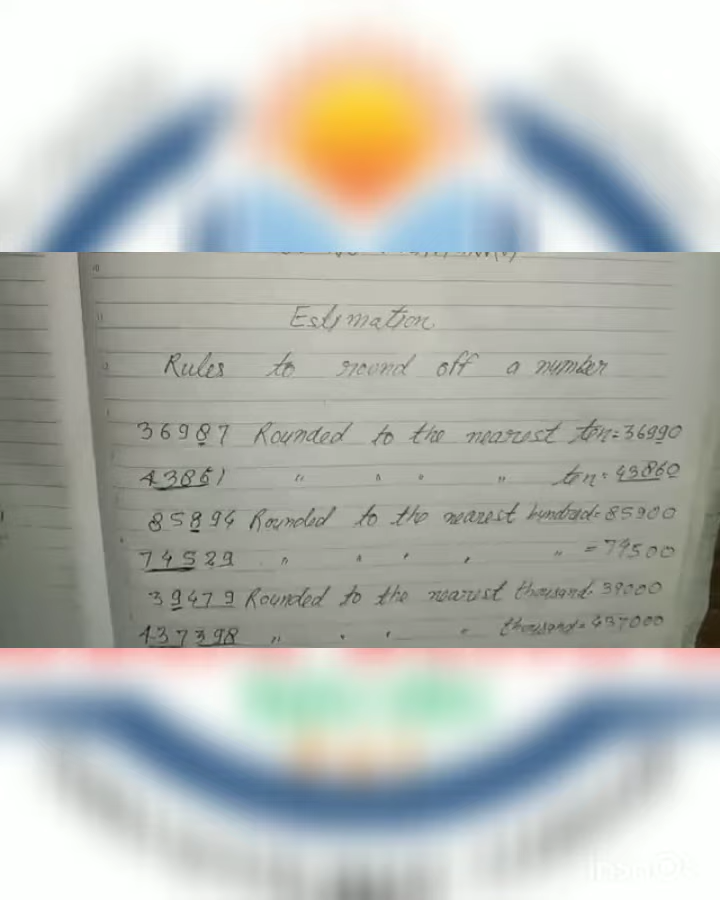 Estimation
Rules to round off a number
36987 Rounded to the nearest ten=36990
43861 " " " " ten=43860
85894 Rounded to the nearest hundred=85900
74529 " " " " " =74500
39479 Rounded to the nearest thousand=39000
437398 " " " " thousand=437000